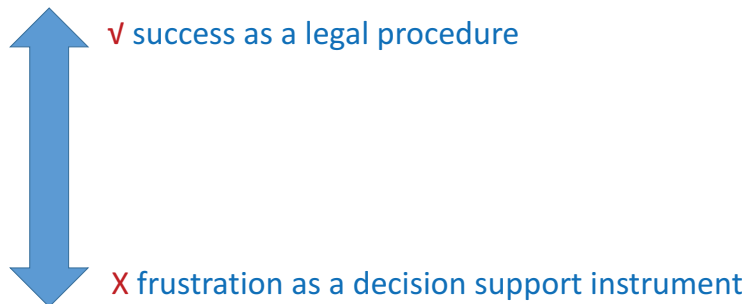 √ success as a legal procedure
X frustration as a decision support instrument